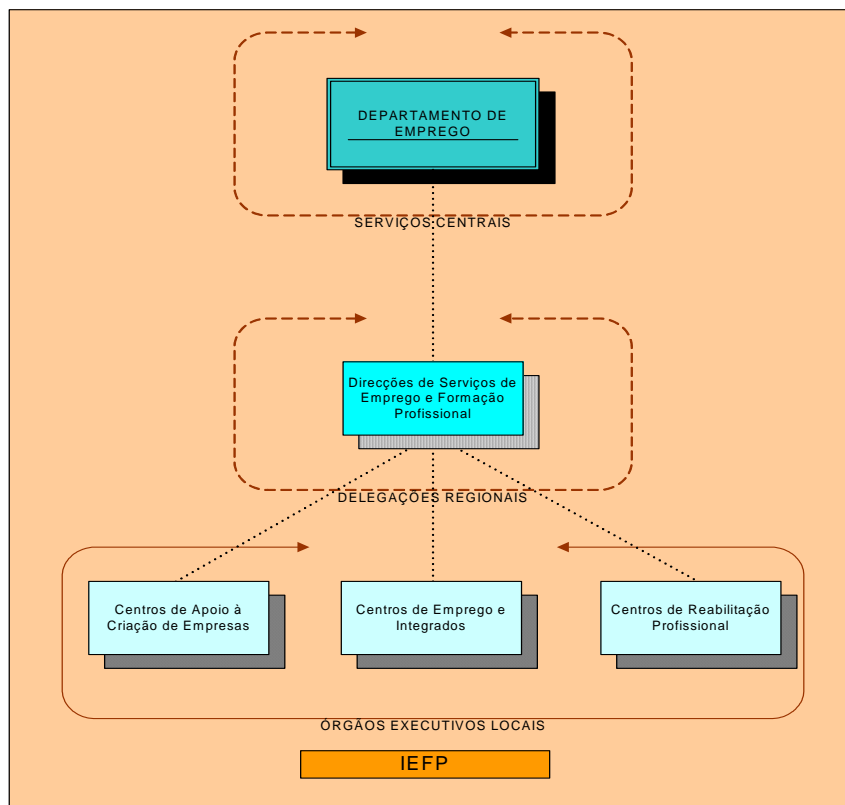 DEPARTAMENTO DE
EMPREGO
SERVIÇOS CENTRAIS
Direcções de Serviços de
Emprego e Formação
Profissional
DELEGAÇÕES REGIONAIS
Centros de Apoio à
Criação de Empresas
Centros de Emprego e
Integrados
Centros de Reabilitação
Profissional
ÓRGÃOS EXECUTIVOS LOCAIS
IEFP